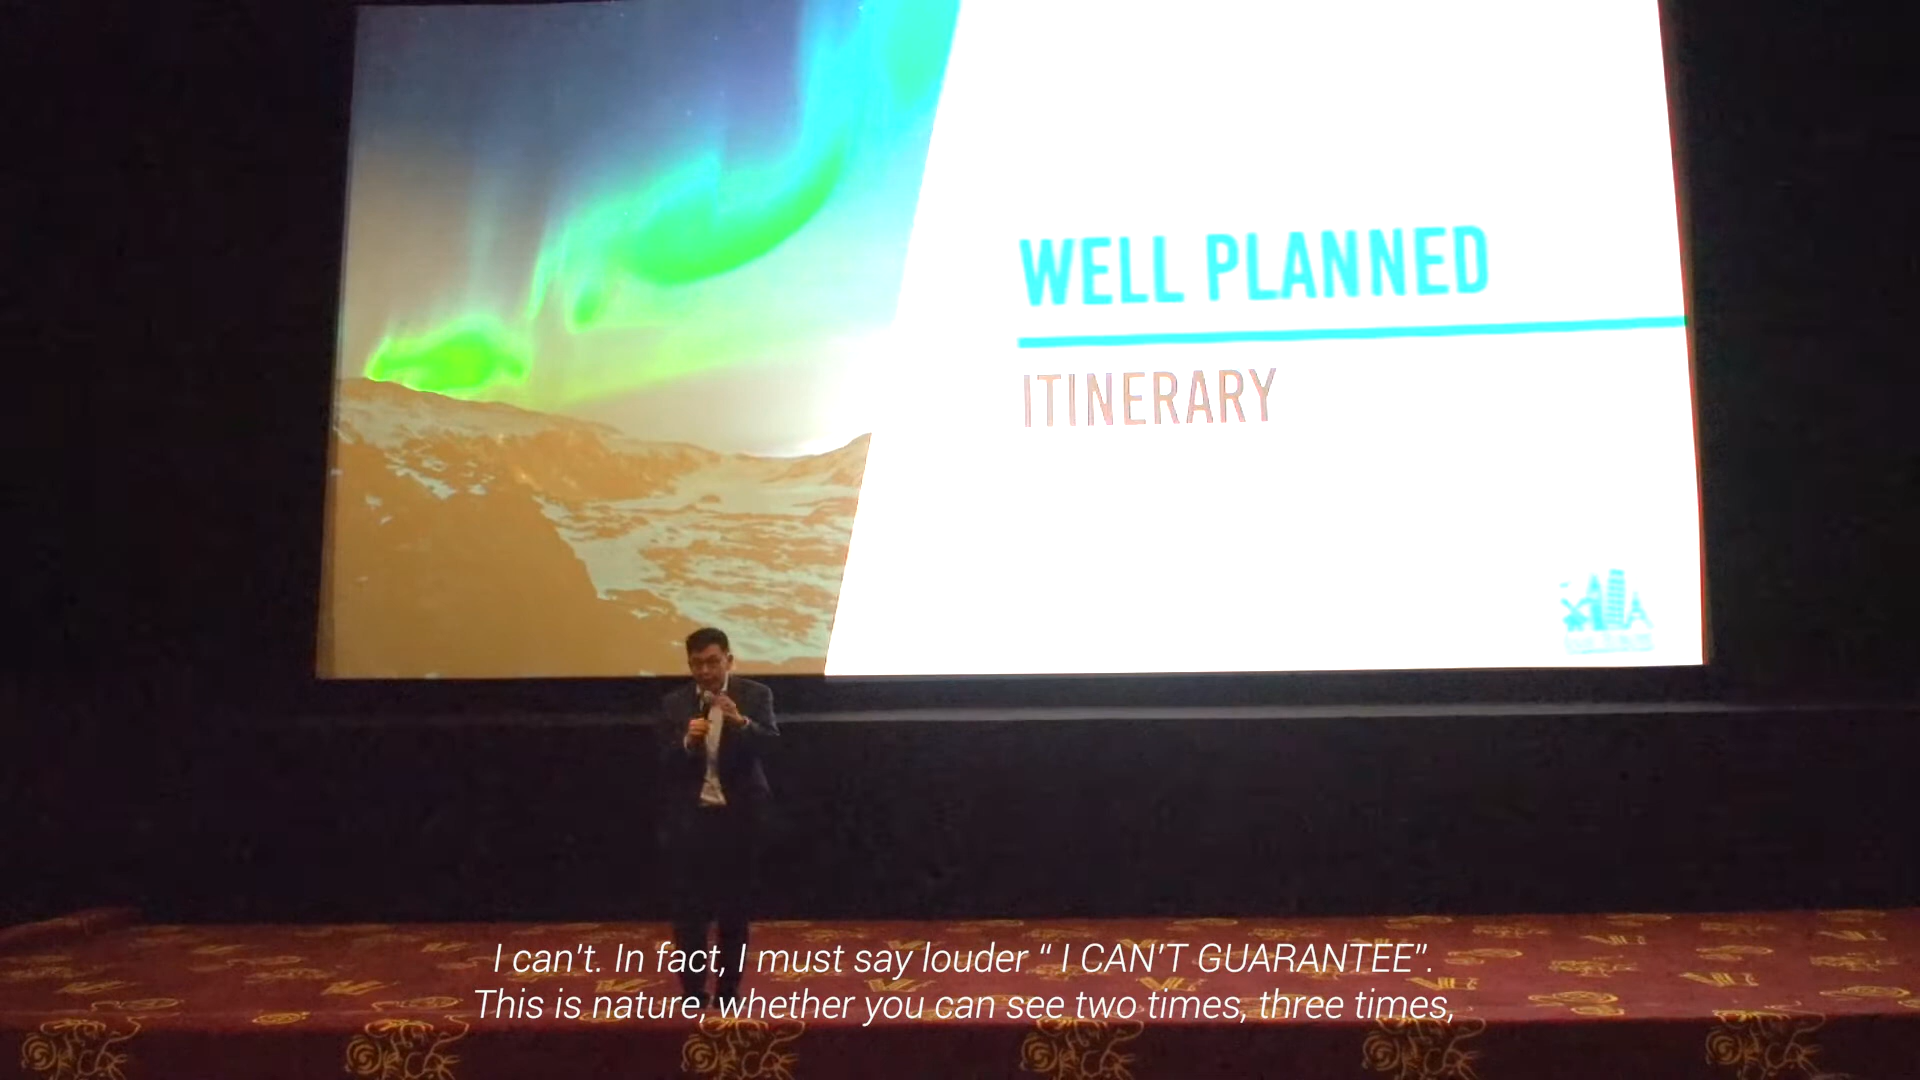 WELL PLANNED
ITINERARY
I can't. In fact, I must say louder “ I CAN'T GUARANTEE”.
This is nature, whether you can see two times, three times,